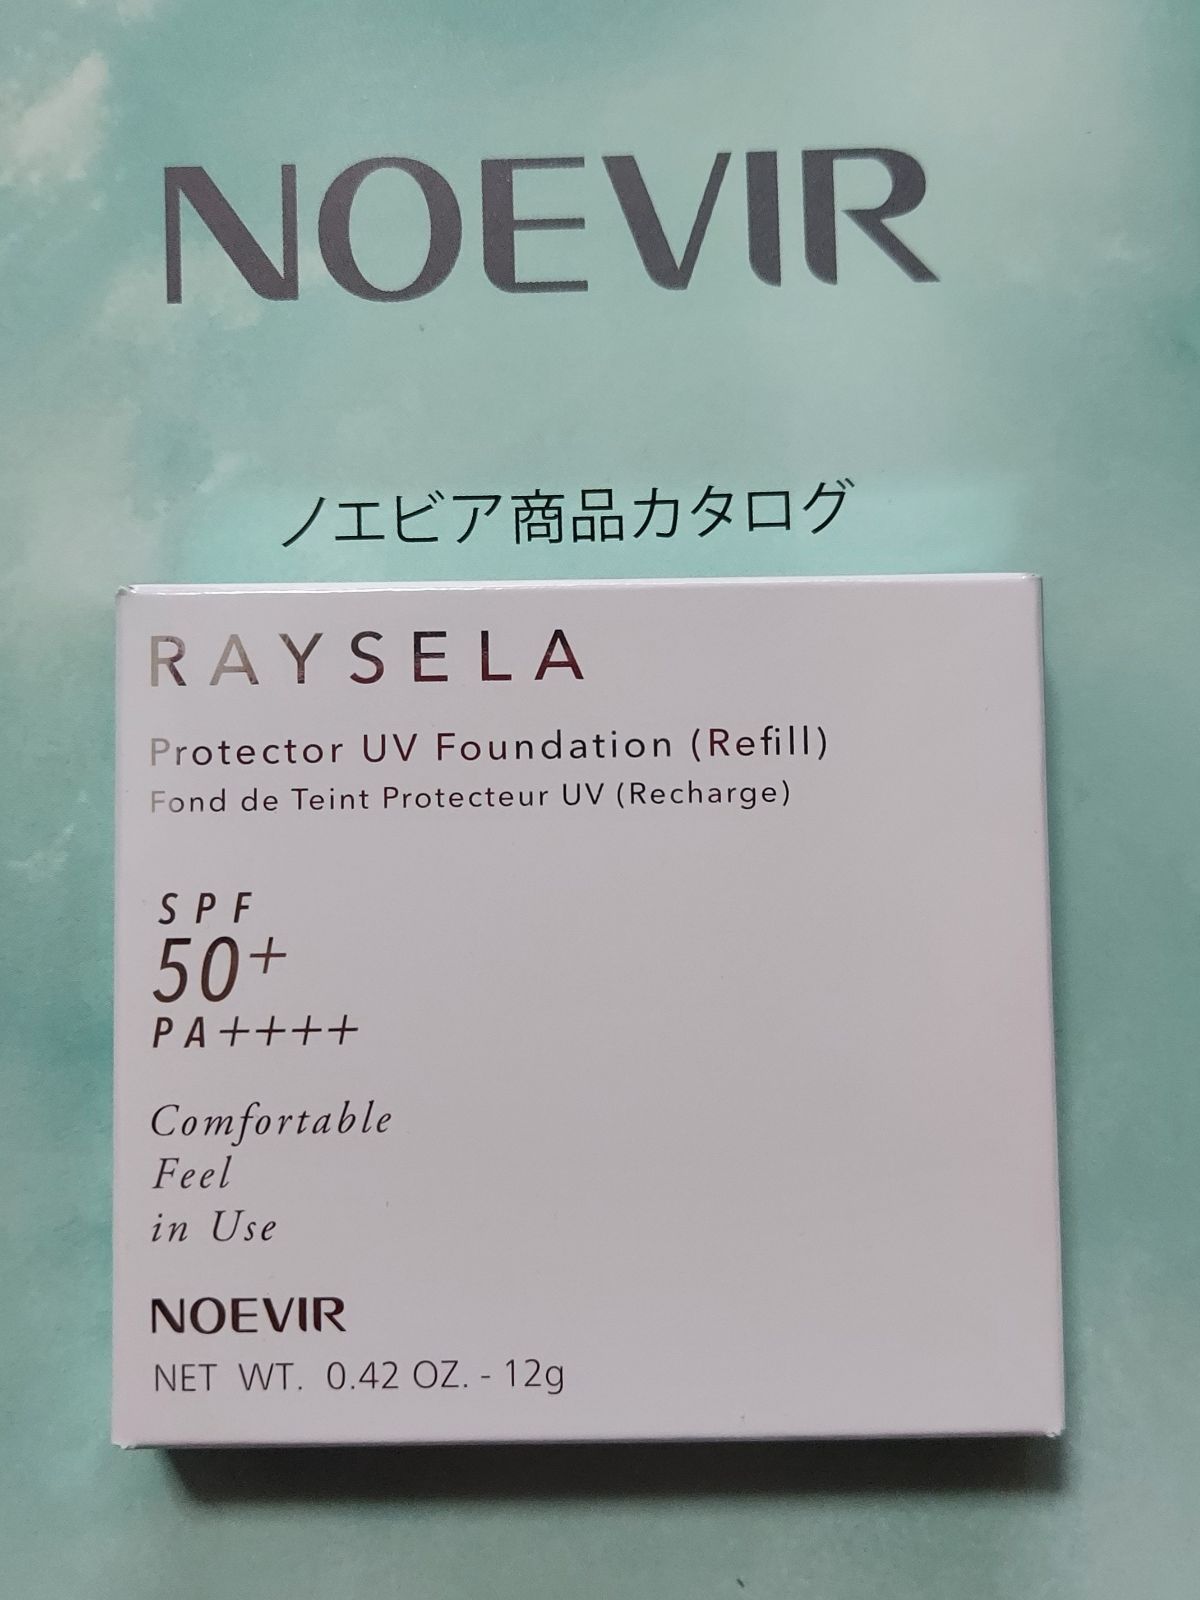 NOEVIR
ノエビア商品カタログ
RAYSELA
Protector UV Foundation (Refill)
Fond de Teint Protecteur UV (Recharge)
SPF
50+
PA++++
Comfortable
Feel
in Use
NOEVIR
NET WT. 0.42 OZ. - 12g